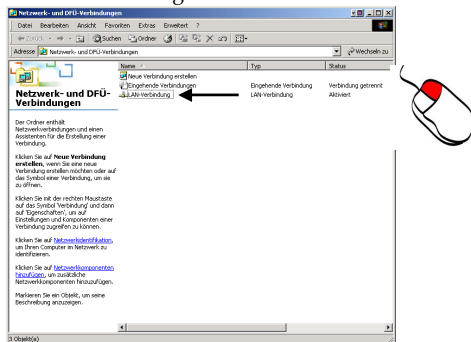 Netzwerk- und DFÜ-Verbindungen
Datei Bearbeiten Ansicht Favoriten Extras Erweitert ?
Zurück Suchen Ordner
Adresse Netzwerk- und DFÜ-Verbindungen Wechseln zu
Name Typ Status
Neue Verbindung erstellen
Eingehende Verbindungen Eingehende Verbindung Verbindung getrennt
LAN-Verbindung LAN-Verbindung Aktiviert
Netzwerk- und DFÜ-
Verbindungen
Der Ordner enthält
Netzwerkverbindungen und einen
Assistenten für die Erstellung einer
Verbindung.
Klicken Sie auf Neue Verbindung
erstellen, wenn Sie eine neue
Verbindung erstellen möchten oder auf
das Symbol einer Verbindung, um sie
zu öffnen.
Klicken Sie mit der rechten Maustaste
auf das Symbol 'Verbindung' und dann
auf 'Eigenschaften', um auf
Einstellungen und Komponenten einer
Verbindung zugreifen zu können.
Klicken Sie auf Netzwerkidentifikation,
um Ihren Computer im Netzwerk zu
identifizieren.
Klicken Sie auf Netzwerkkomponenten
hinzufügen, um zusätzliche
Netzwerkkomponenten hinzuzufügen.
Markieren Sie ein Objekt, um seine
Beschreibung anzuzeigen.
3 Objekt(e)